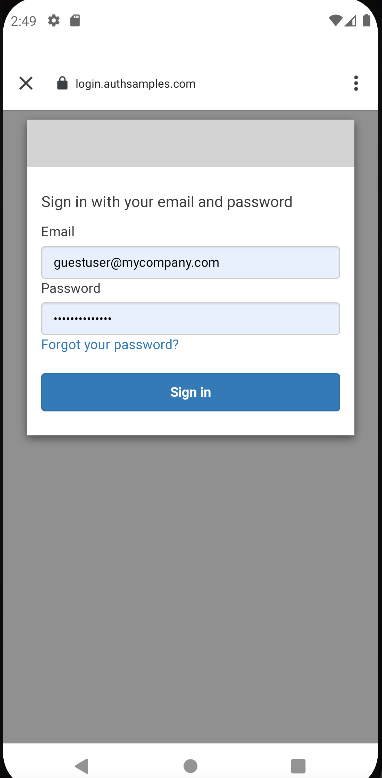 2:49
login.authsamples.com
Sign in with your email and password
Email
guestuser@mycompany.com
Password
••••••••••••••
Forgot your password?
Sign in